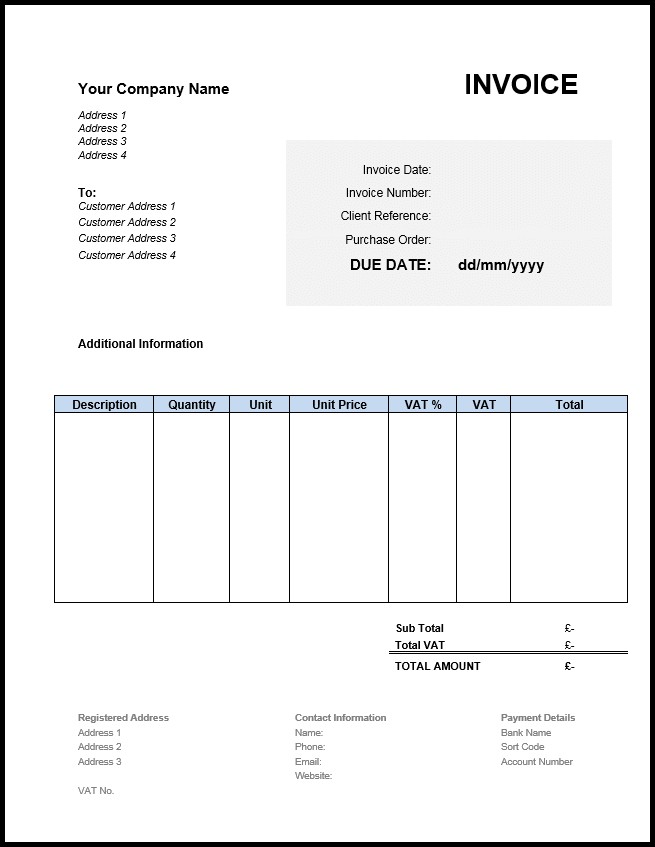 Your Company Name
INVOICE
Address 1
Address 2
Address 3
Address 4
To:
Customer Address 1
Customer Address 2
Customer Address 3
Customer Address 4
Invoice Date:
Invoice Number:
Client Reference:
Purchase Order:
DUE DATE: dd/mm/yyyy
Additional Information
Description Quantity Unit Unit Price VAT % VAT Total
Sub Total £-
Total VAT £-
TOTAL AMOUNT £-
Registered Address
Address 1
Address 2
Address 3
VAT No.
Contact Information
Name:
Phone:
Email:
Website:
Payment Details
Bank Name
Sort Code
Account Number